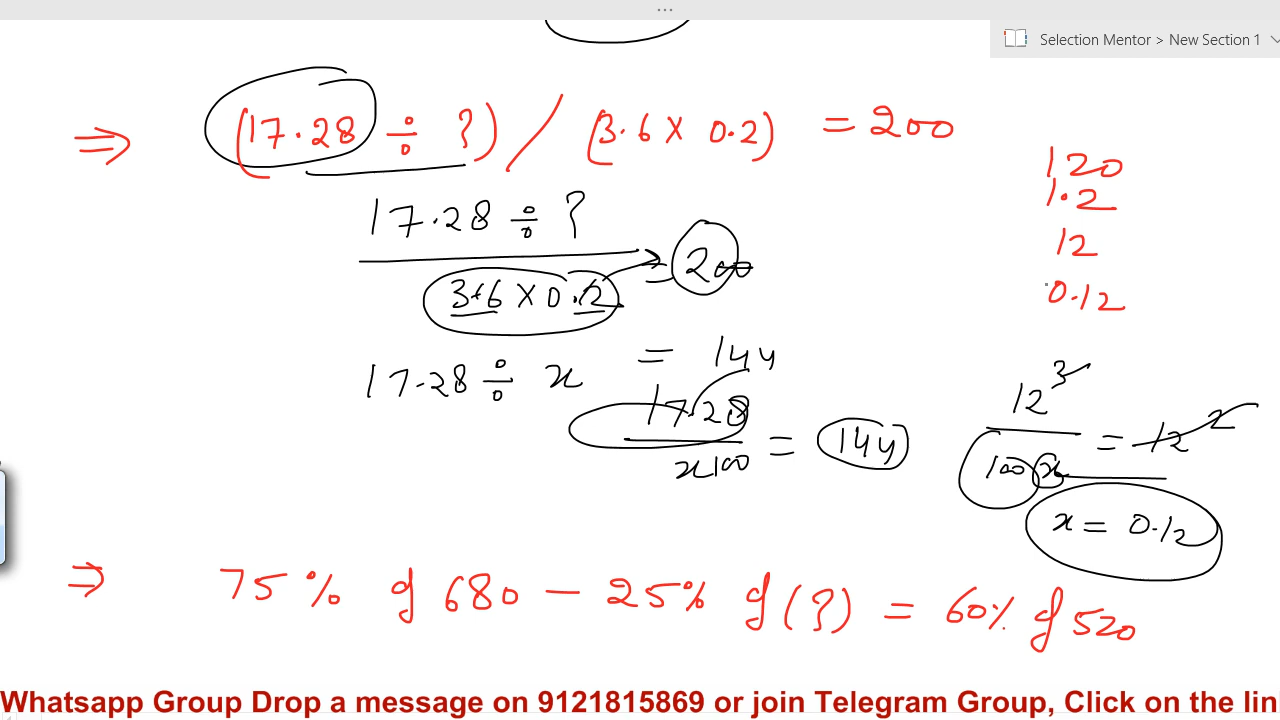 Selection Mentor > New Section 1
⇒ (17.28 ÷ ?) / (3.6 X 0.2) = 200
120
1.2
12
0.12
17.28 ÷ ?
3.6 X 0.2 = 200
17.28 ÷ x = 144
17.28
x100 = 144
12³
100x = 12²
x = 0.12
⇒ 75% of 680 – 25% of (?) = 60% of 520
Whatsapp Group Drop a message on 9121815869 or join Telegram Group, Click on the lin